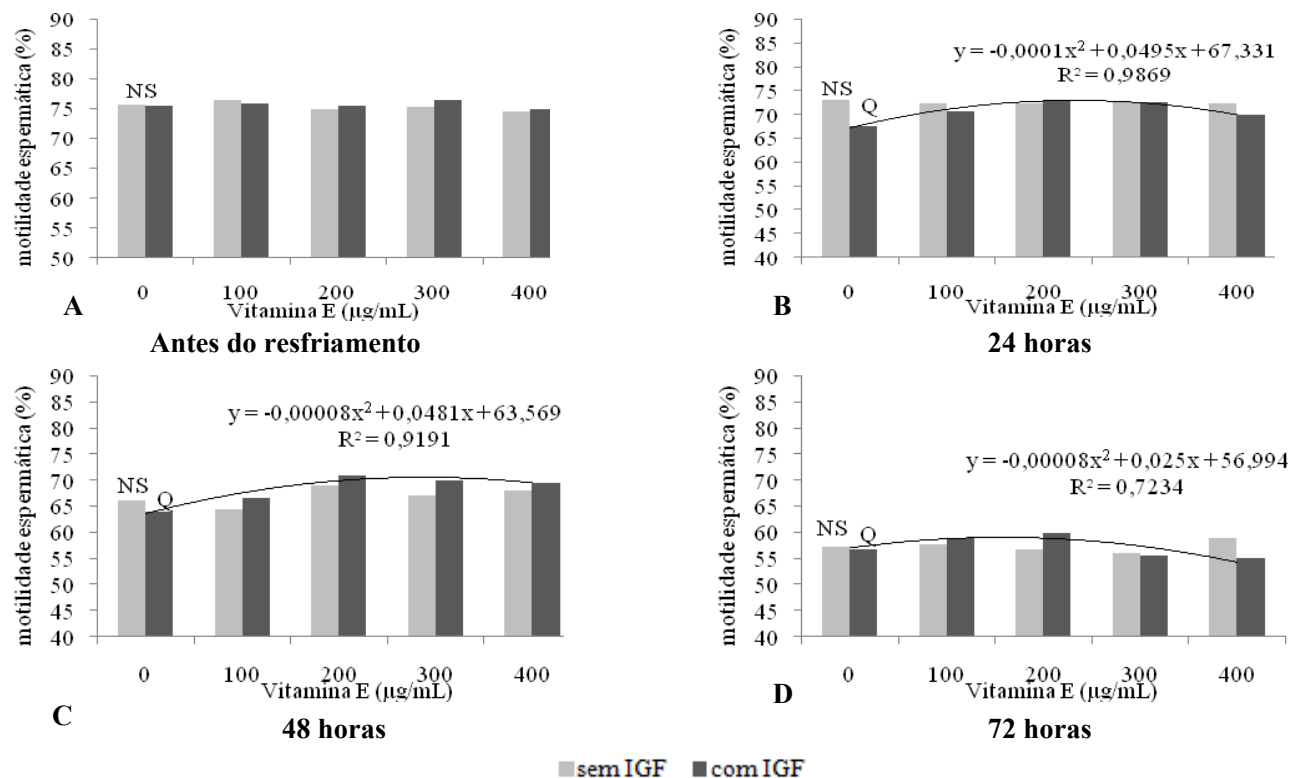 motilidade espermática (%)
90
85
80
75
70
65
60
55
50
NS
0 100 200 300 400
Vitamina E (µg/mL)
A
Antes do resfriamento
motilidade espermática (%)
90
85
80
75
70
65
60
55
50
45
40
y = -0,0001x² + 0,0495x + 67,331
R² = 0,9869
NS
Q
0 100 200 300 400
Vitamina E (µg/mL)
B
24 horas
motilidade espermática (%)
90
85
80
75
70
65
60
55
50
45
40
y = -0,00008x² + 0,0481x + 63,569
R² = 0,9191
NS Q
0 100 200 300 400
Vitamina E (µg/mL)
C
48 horas
motilidade espermática (%)
90
85
80
75
70
65
60
55
50
45
40
y = -0,00008x² + 0,025x + 56,994
R² = 0,7234
NS Q
0 100 200 300 400
Vitamina E (µg/mL)
D
72 horas
sem IGF com IGF